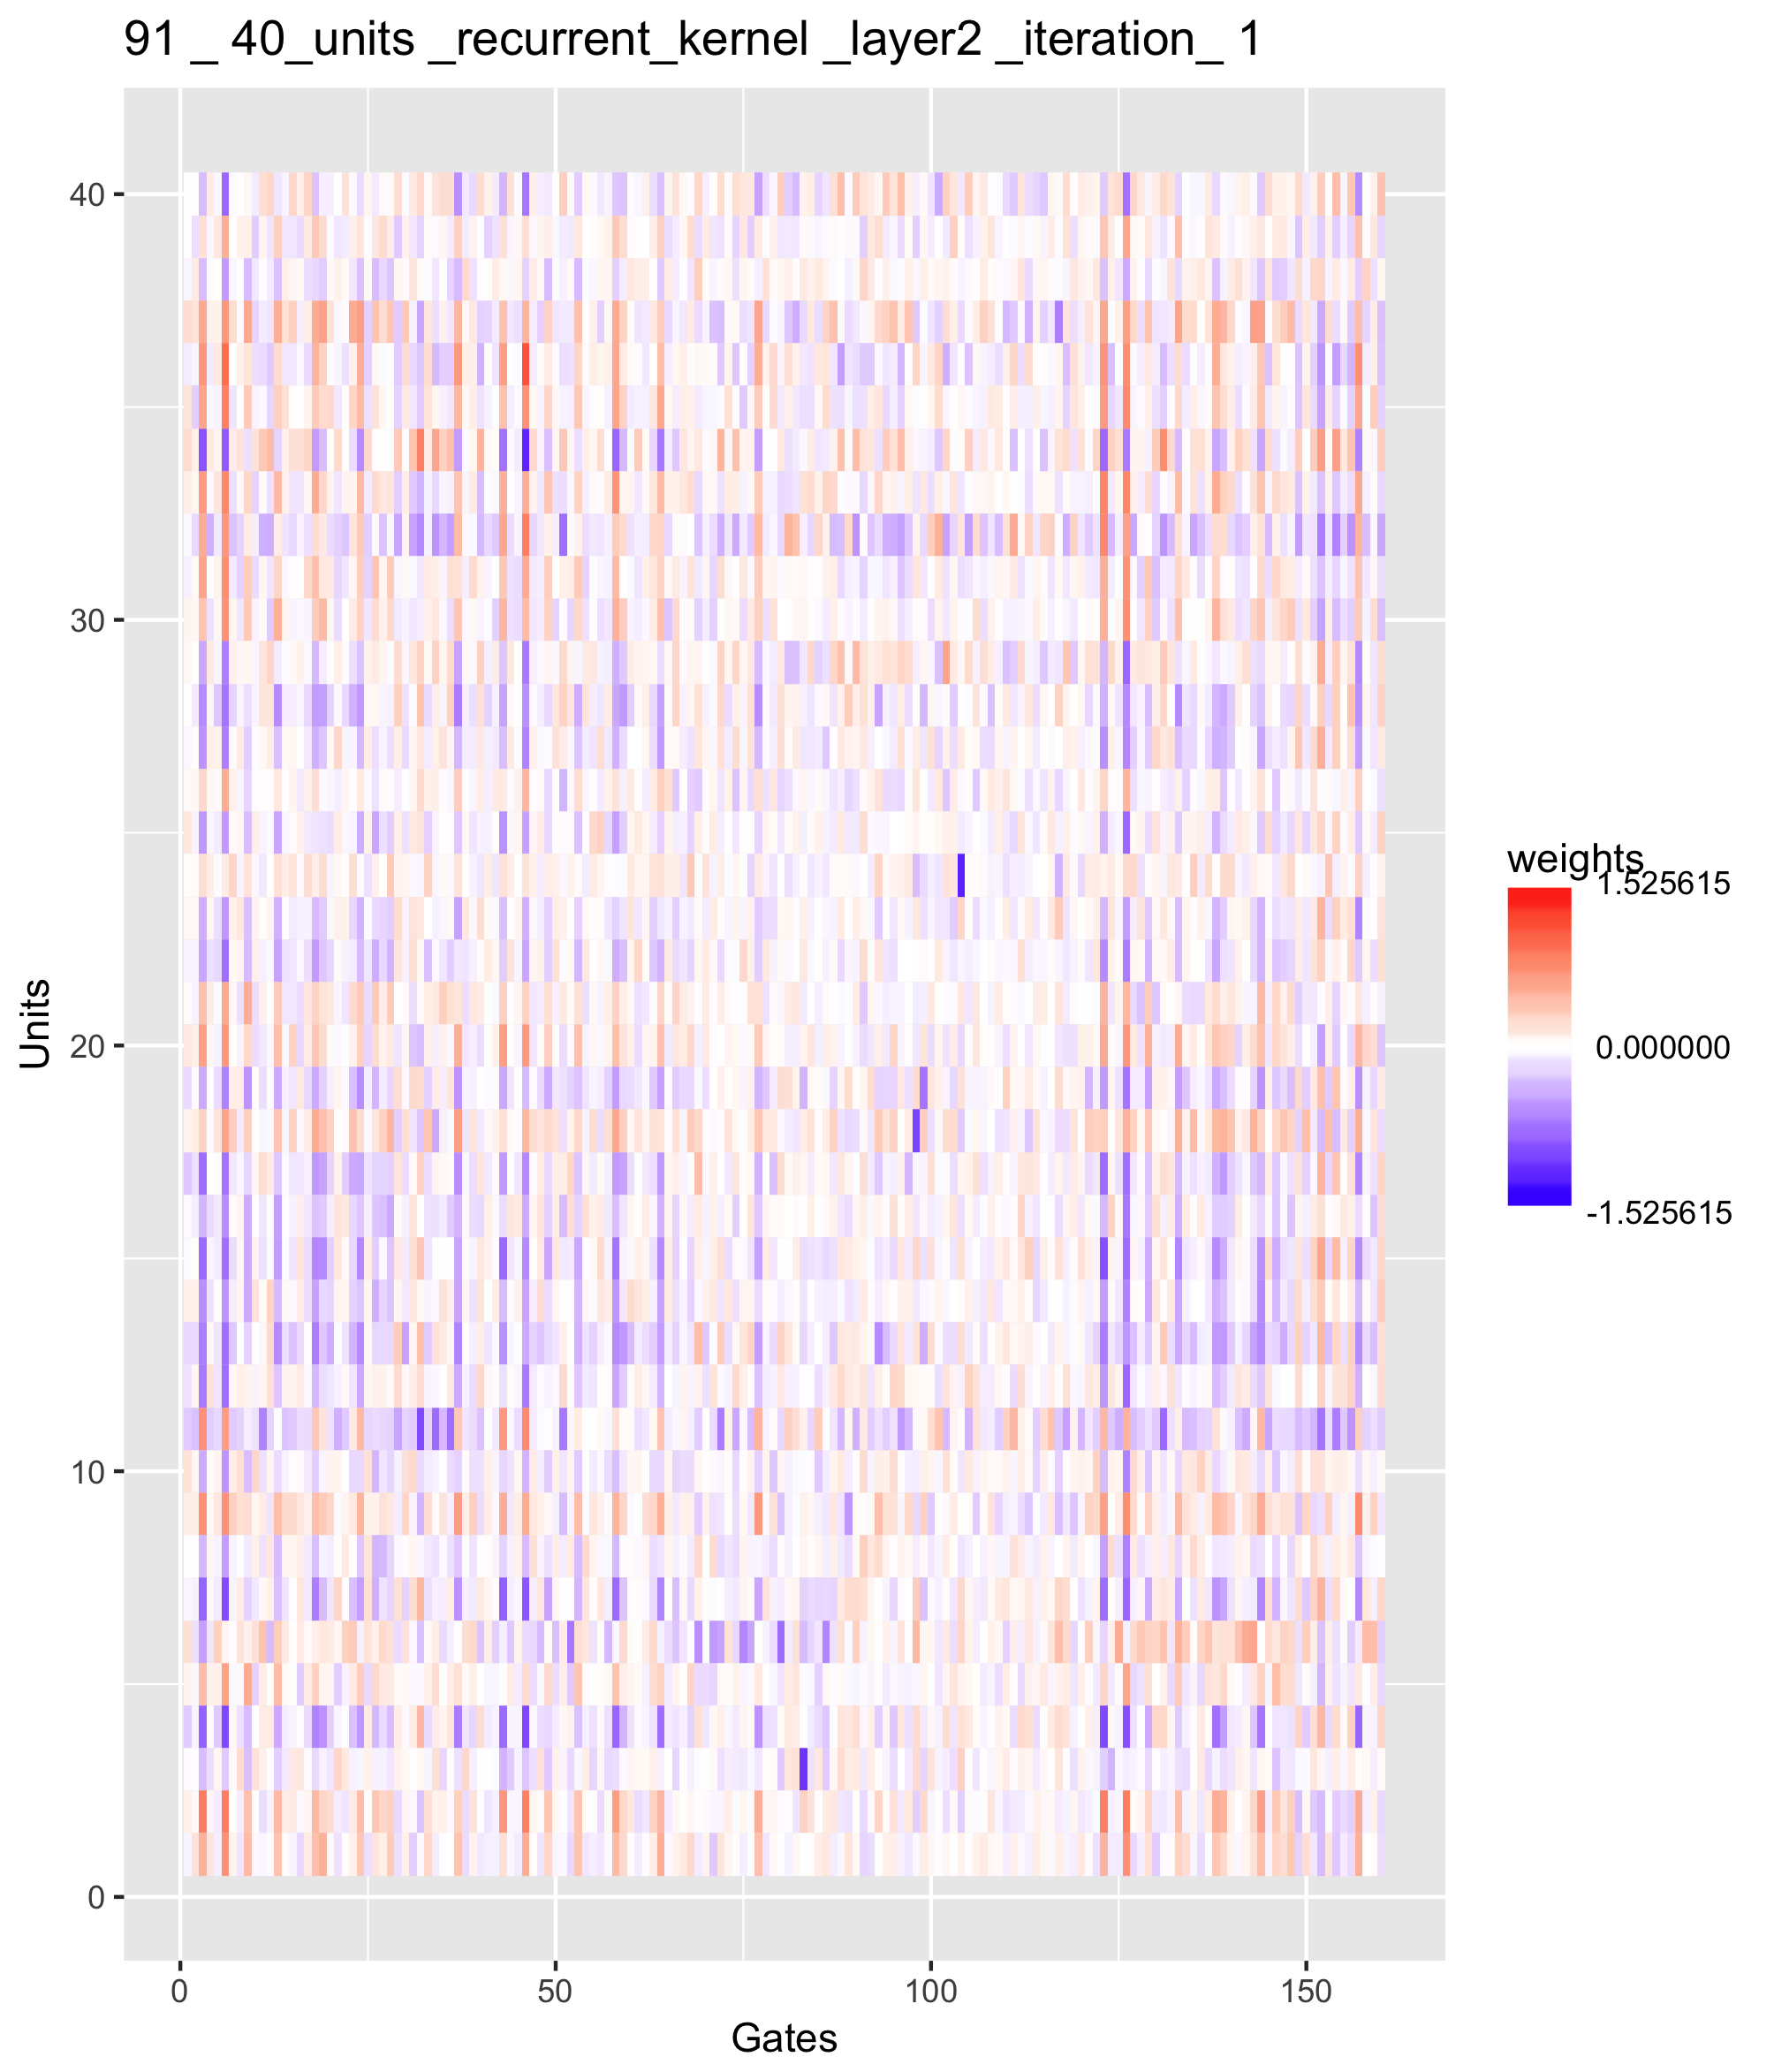 91 _ 40_units _recurrent_kernel _layer2 _iteration_ 1
40
30
20
10
0
0 50 100 150
Units
Gates
weights
1.525615
0.000000
-1.525615